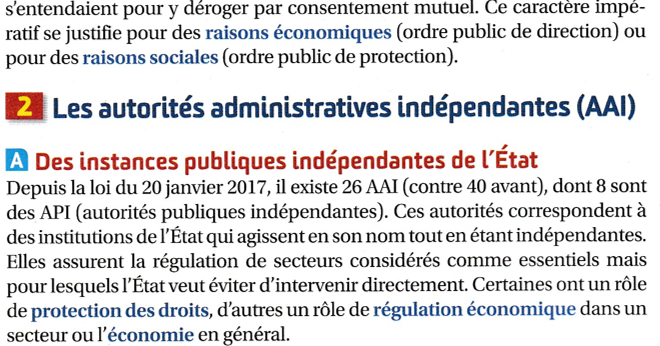 s'entendaient pour y déroger par consentement mutuel. Ce caractère impé-
ratif se justifie pour des raisons économiques (ordre public de direction) ou
pour des raisons sociales (ordre public de protection).
2 Les autorités administratives indépendantes (AAI)
A Des instances publiques indépendantes de l'État
Depuis la loi du 20 janvier 2017, il existe 26 AAI (contre 40 avant), dont 8 sont
des API (autorités publiques indépendantes). Ces autorités correspondent à
des institutions de l'État qui agissent en son nom tout en étant indépendantes.
Elles assurent la régulation de secteurs considérés comme essentiels mais
pour lesquels l'État veut éviter d'intervenir directement. Certaines ont un rôle
de protection des droits, d'autres un rôle de régulation économique dans un
secteur ou l'économie en général.